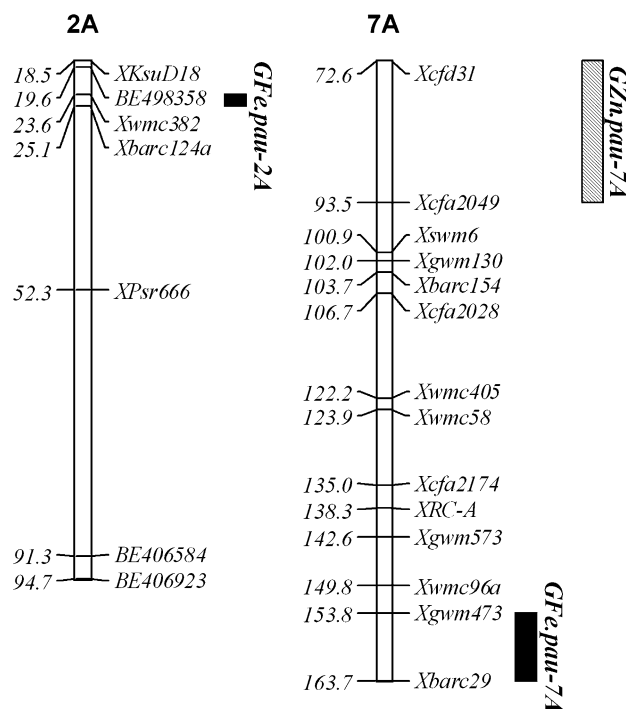 2A
18.5 XKsuD18
19.6 BE498358
23.6 Xwmc382
25.1 Xbarc124a
52.3 XPsr666
91.3 BE406584
94.7 BE406923
GFe.pau-2A
7A
72.6 Xcfd31
93.5 Xcfa2049
100.9 Xswm6
102.0 Xgwm130
103.7 Xbarc154
106.7 Xcfa2028
122.2 Xwmc405
123.9 Xwmc58
135.0 Xcfa2174
138.3 XRC-A
142.6 Xgwm573
149.8 Xwmc96a
153.8 Xgwm473
163.7 Xbarc29
GZn.pau-7A
GFe.pau-7A